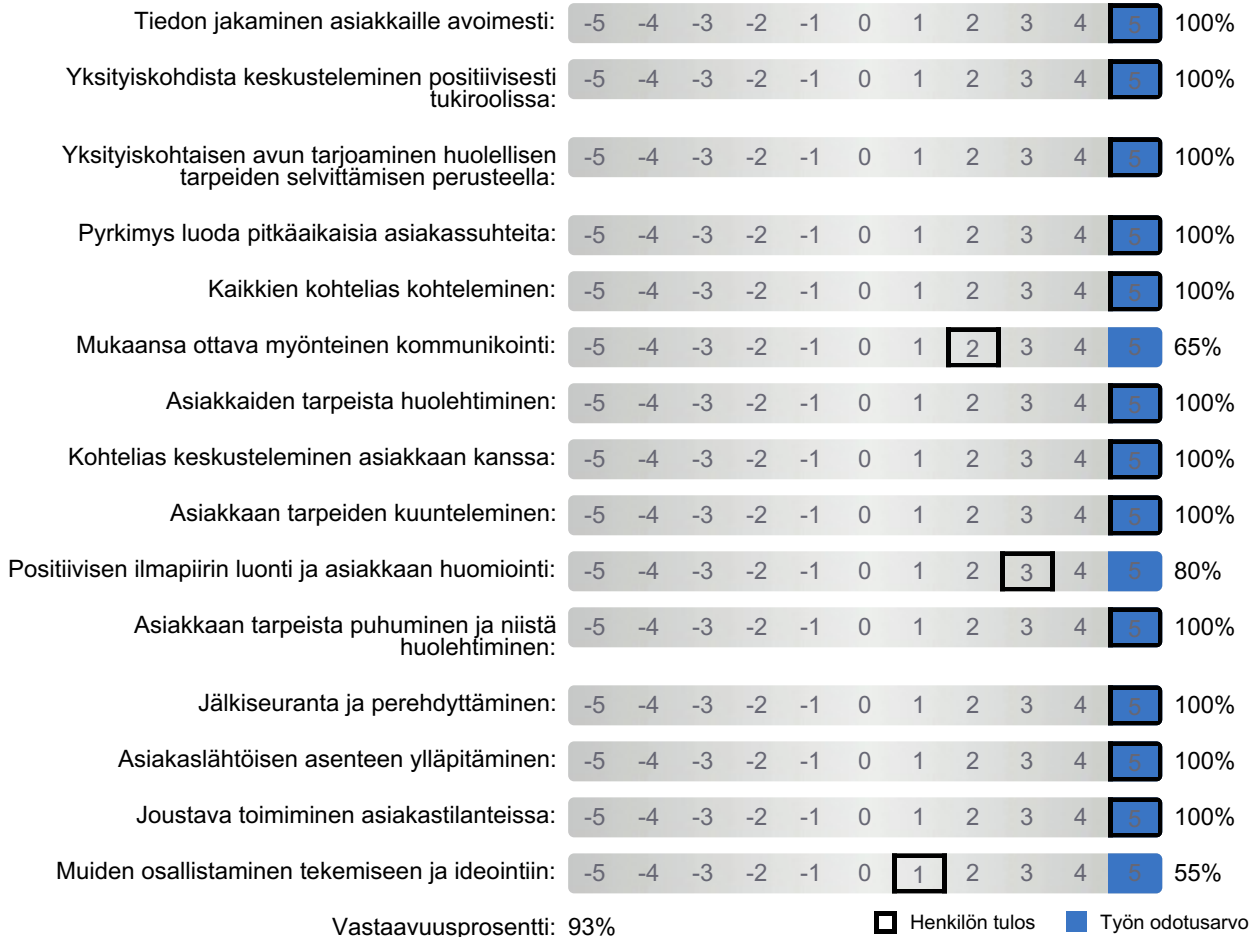 Tiedon jakaminen asiakkaille avoimesti: -5 -4 -3 -2 -1 0 1 2 3 4 5 100%
Yksityiskohdista keskusteleminen positiivisesti
tukiroolissa: -5 -4 -3 -2 -1 0 1 2 3 4 5 100%
Yksityiskohtaisen avun tarjoaminen huolellisen
tarpeiden selvittämisen perusteella: -5 -4 -3 -2 -1 0 1 2 3 4 5 100%
Pyrkimys luoda pitkäaikaisia asiakassuhteita: -5 -4 -3 -2 -1 0 1 2 3 4 5 100%
Kaikkien kohtelias kohteleminen: -5 -4 -3 -2 -1 0 1 2 3 4 5 100%
Mukaansa ottava myönteinen kommunikointi: -5 -4 -3 -2 -1 0 1 2 3 4 5 65%
Asiakkaiden tarpeista huolehtiminen: -5 -4 -3 -2 -1 0 1 2 3 4 5 100%
Kohtelias keskusteleminen asiakkaan kanssa: -5 -4 -3 -2 -1 0 1 2 3 4 5 100%
Asiakkaan tarpeiden kuunteleminen: -5 -4 -3 -2 -1 0 1 2 3 4 5 100%
Positiivisen ilmapiirin luonti ja asiakkaan huomiointi: -5 -4 -3 -2 -1 0 1 2 3 4 5 80%
Asiakkaan tarpeista puhuminen ja niistä
huolehtiminen: -5 -4 -3 -2 -1 0 1 2 3 4 5 100%
Jälkiseuranta ja perehdyttäminen: -5 -4 -3 -2 -1 0 1 2 3 4 5 100%
Asiakaslähtöisen asenteen ylläpitäminen: -5 -4 -3 -2 -1 0 1 2 3 4 5 100%
Joustava toimiminen asiakastilanteissa: -5 -4 -3 -2 -1 0 1 2 3 4 5 100%
Muiden osallistaminen tekemiseen ja ideointiin: -5 -4 -3 -2 -1 0 1 2 3 4 5 55%
Vastaavuusprosentti: 93% Henkilön tulos Työn odotusarvo